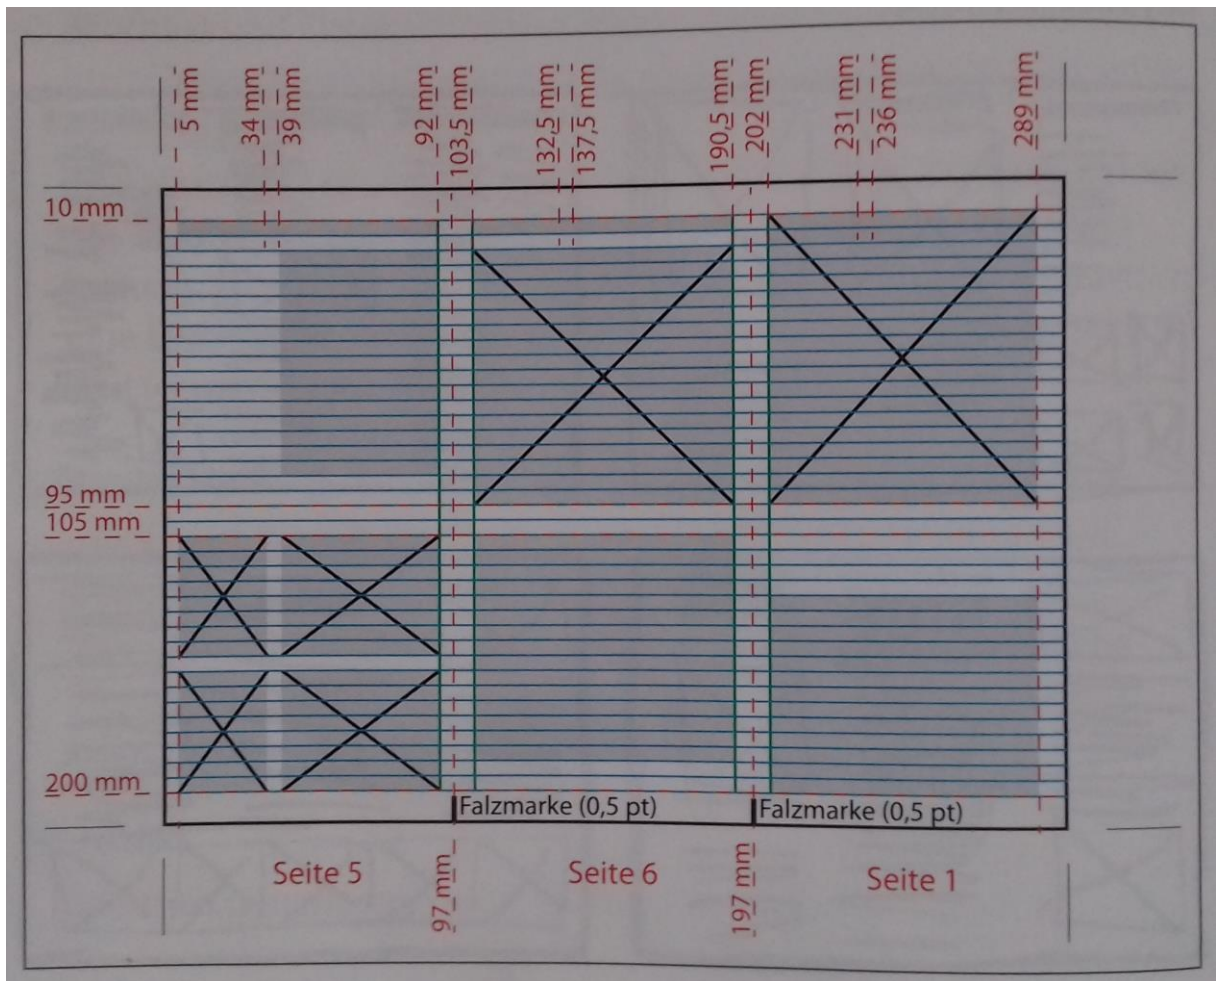 5 mm
34 mm
39 mm
92 mm
103,5 mm
132,5 mm
137,5 mm
190,5 mm
202 mm
231 mm
236 mm
289 mm
10 mm
95 mm
105 mm
200 mm
Falzmarke (0,5 pt)
Falzmarke (0,5 pt)
Seite 5
97 mm
Seite 6
197 mm
Seite 1